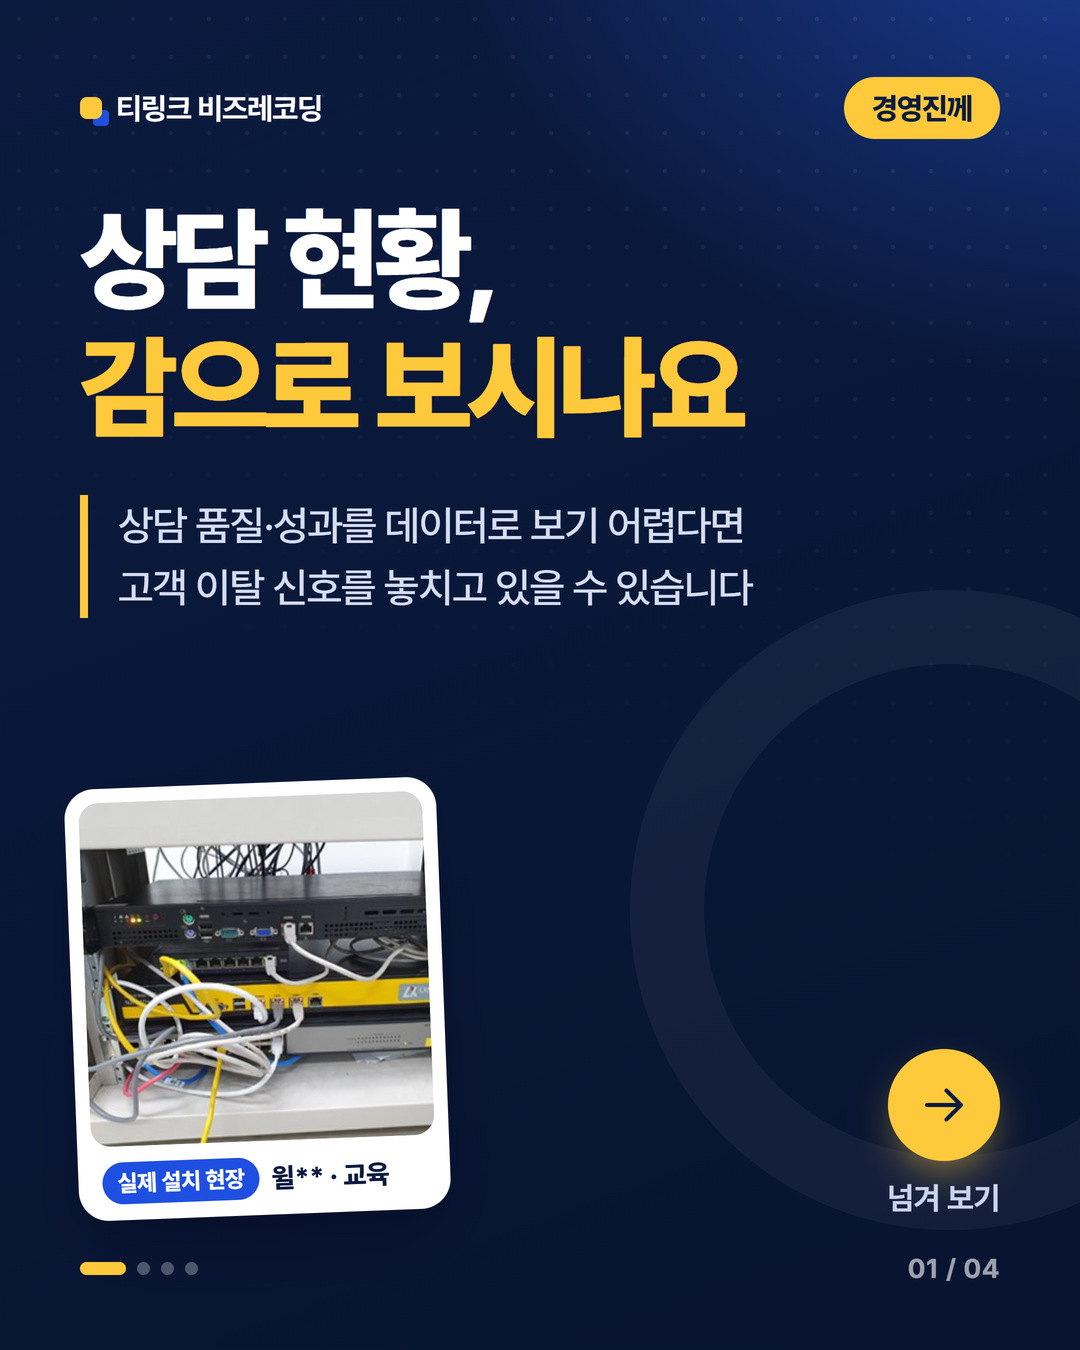 티링크 비즈레코딩
경영진께
상담 현황,
감으로 보시나요
상담 품질·성과를 데이터로 보기 어렵다면
고객 이탈 신호를 놓치고 있을 수 있습니다
실제 설치 현장
윌** · 교육
넘겨 보기
01 / 04